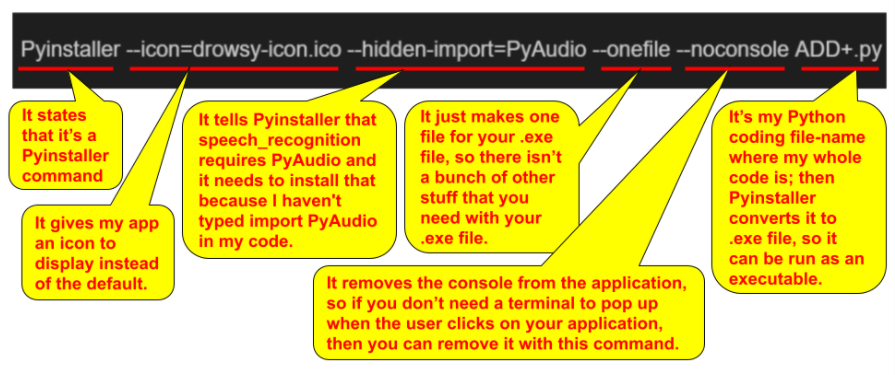 Pyinstaller --icon=drowsy-icon.ico --hidden-import=PyAudio --onefile --noconsole ADD+.py
It states
that it's a
Pyinstaller
command
It gives my app
an icon to
display instead
of the default.
It tells Pyinstaller that
speech_recognition
requires PyAudio and
it needs to install that
because I haven't
typed import PyAudio
in my code.
It just makes one
file for your .exe
file, so there isn't
a bunch of other
stuff that you
need with your
.exe file.
It removes the console from the application,
so if you don't need a terminal to pop up
when the user clicks on your application,
then you can remove it with this command.
It's my Python
coding file-name
where my whole
code is; then
Pyinstaller
converts it to
.exe file, so it
can be run as an
executable.